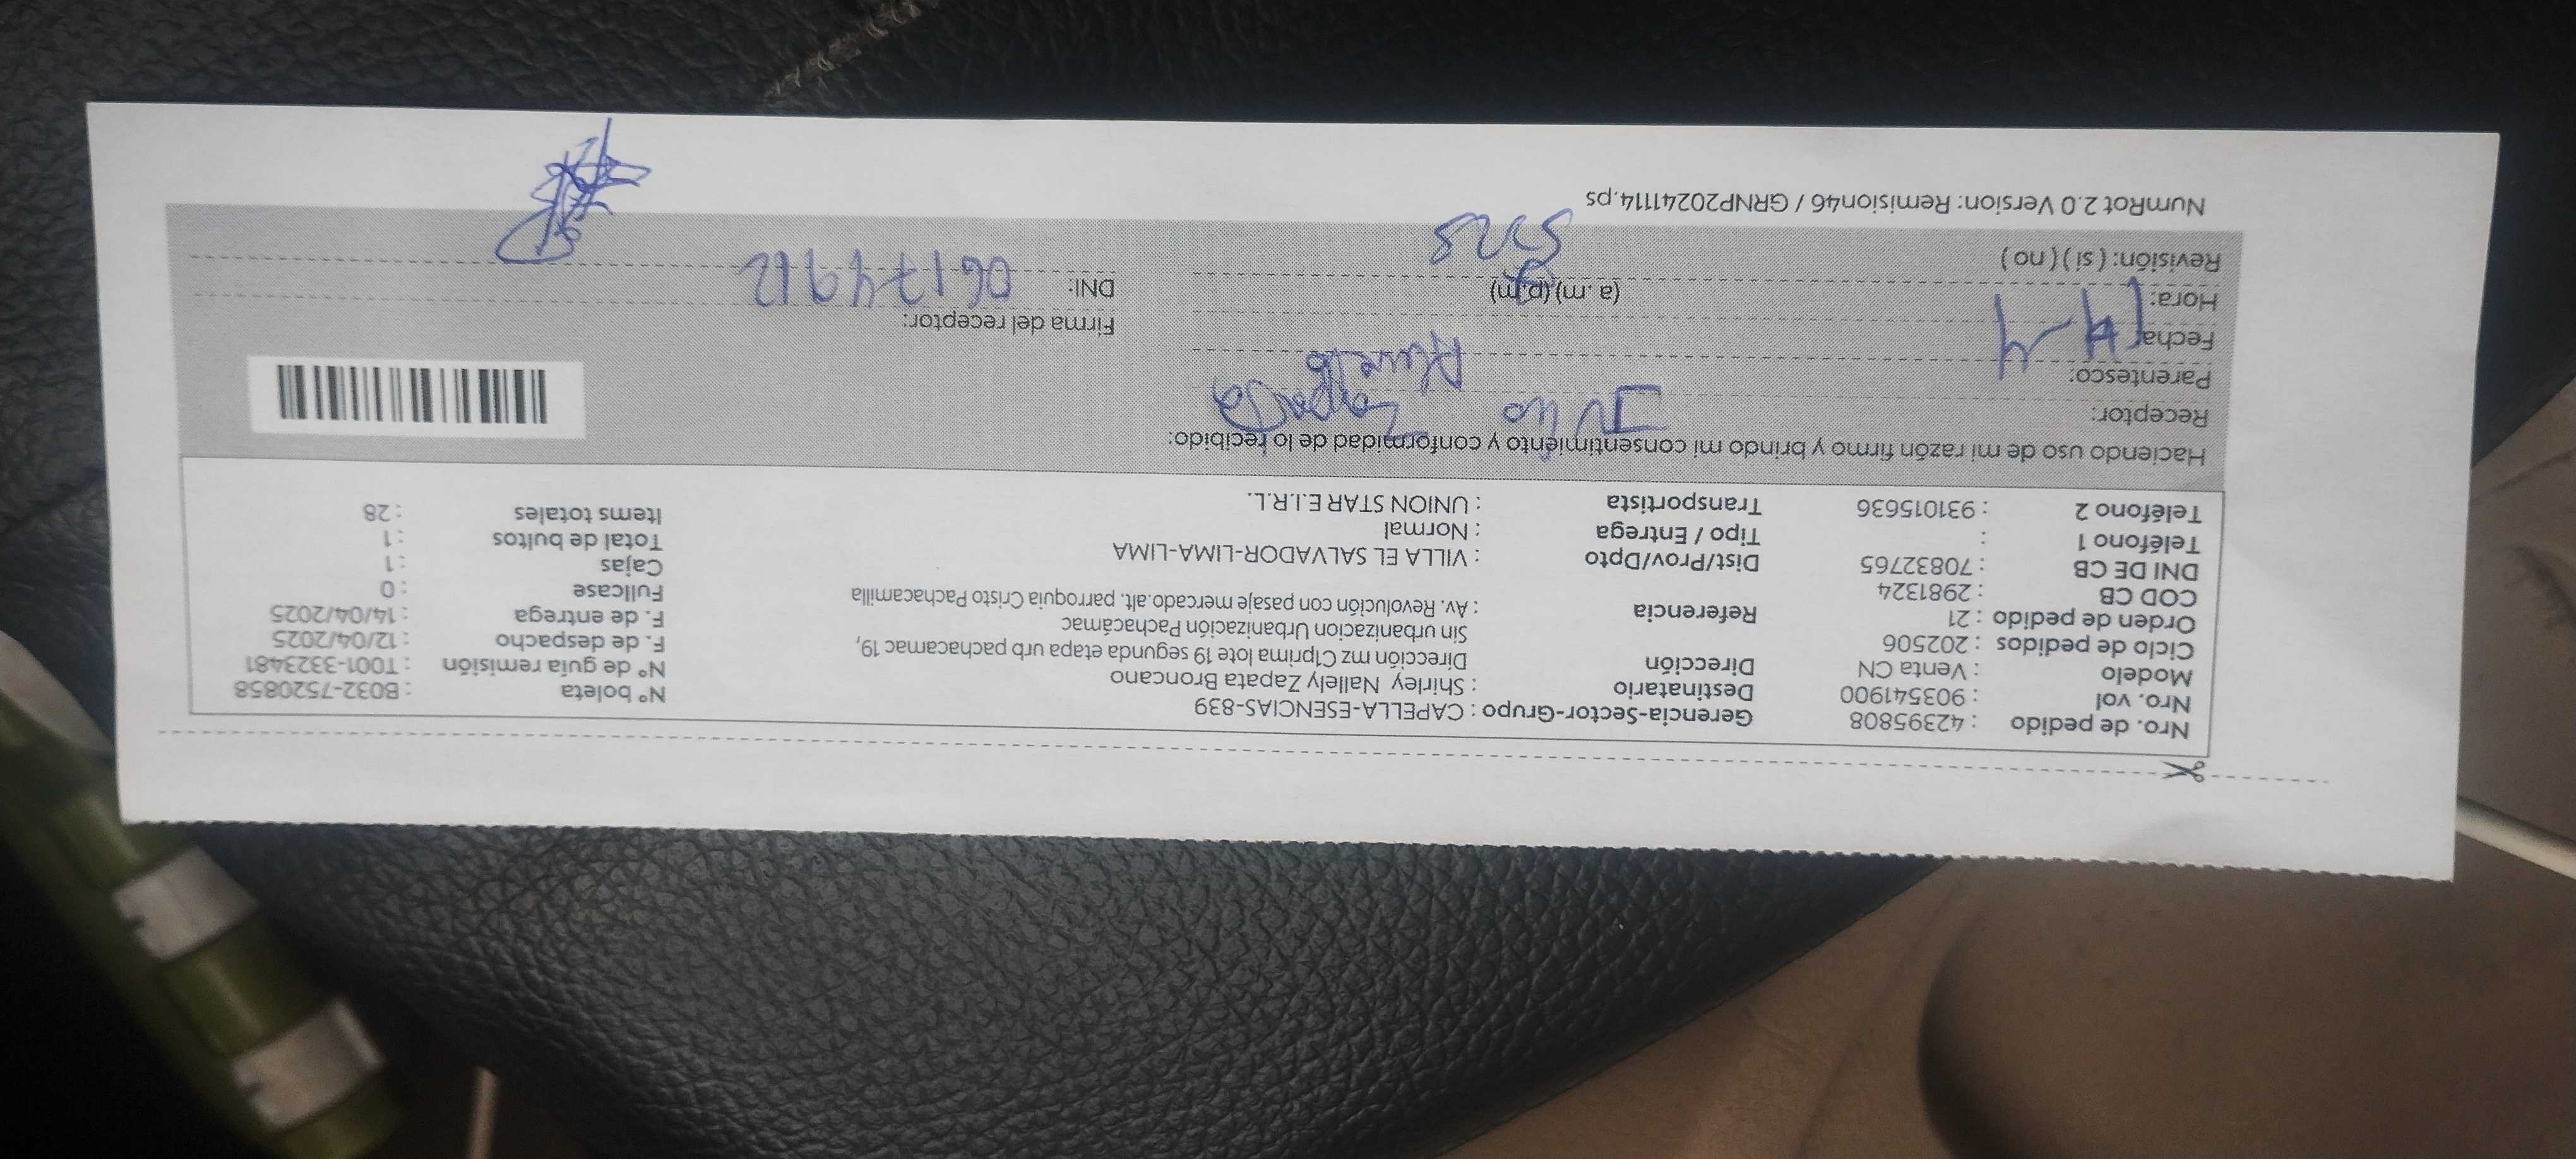 Nro. de pedido : 42395808 Gerencia-Sector-Grupo : CAPELLA-ESENCIAS-839 N° boleta : B032-7520858
Nro. vol : 903541900 Destinatario : Shirley Nallely Zapata Broncano N° de guía remisión : T001-3323481
Modelo : Venta CN Dirección Dirección mz C1prima lote 19 segunda etapa urb pachacamac 19, F. de despacho : 12/04/2025
Ciclo de pedidos : 202506 Sin urbanizacion Urbanización Pachacámac F. de entrega : 14/04/2025
Orden de pedido : 21 Referencia : Av. Revolución con pasaje mercado.alt. parroquia Cristo Pachacamilla Fullcase : 0
COD CB : 2981324 Cajas : 1
DNI DE CB : 70832765 Dist/Prov/Dpto : VILLA EL SALVADOR-LIMA-LIMA Total de bultos : 1
Teléfono 1 : Tipo / Entrega : Normal Items totales : 28
Teléfono 2 : 931015636 Transportista : UNION STAR E.I.R.L.
Haciendo uso de mi razón firmo y brindo mi consentimiento y conformidad de lo recibido:
Receptor: Julio Zapata
Parentesco: Abuelo
Fecha: 14-4 Firma del receptor:
Hora: (a.m) (p.m) DNI: 06174912
Revisión: ( si ) ( no )
NumRot 2.0 Version: Remision46 / GRNP20241114.ps